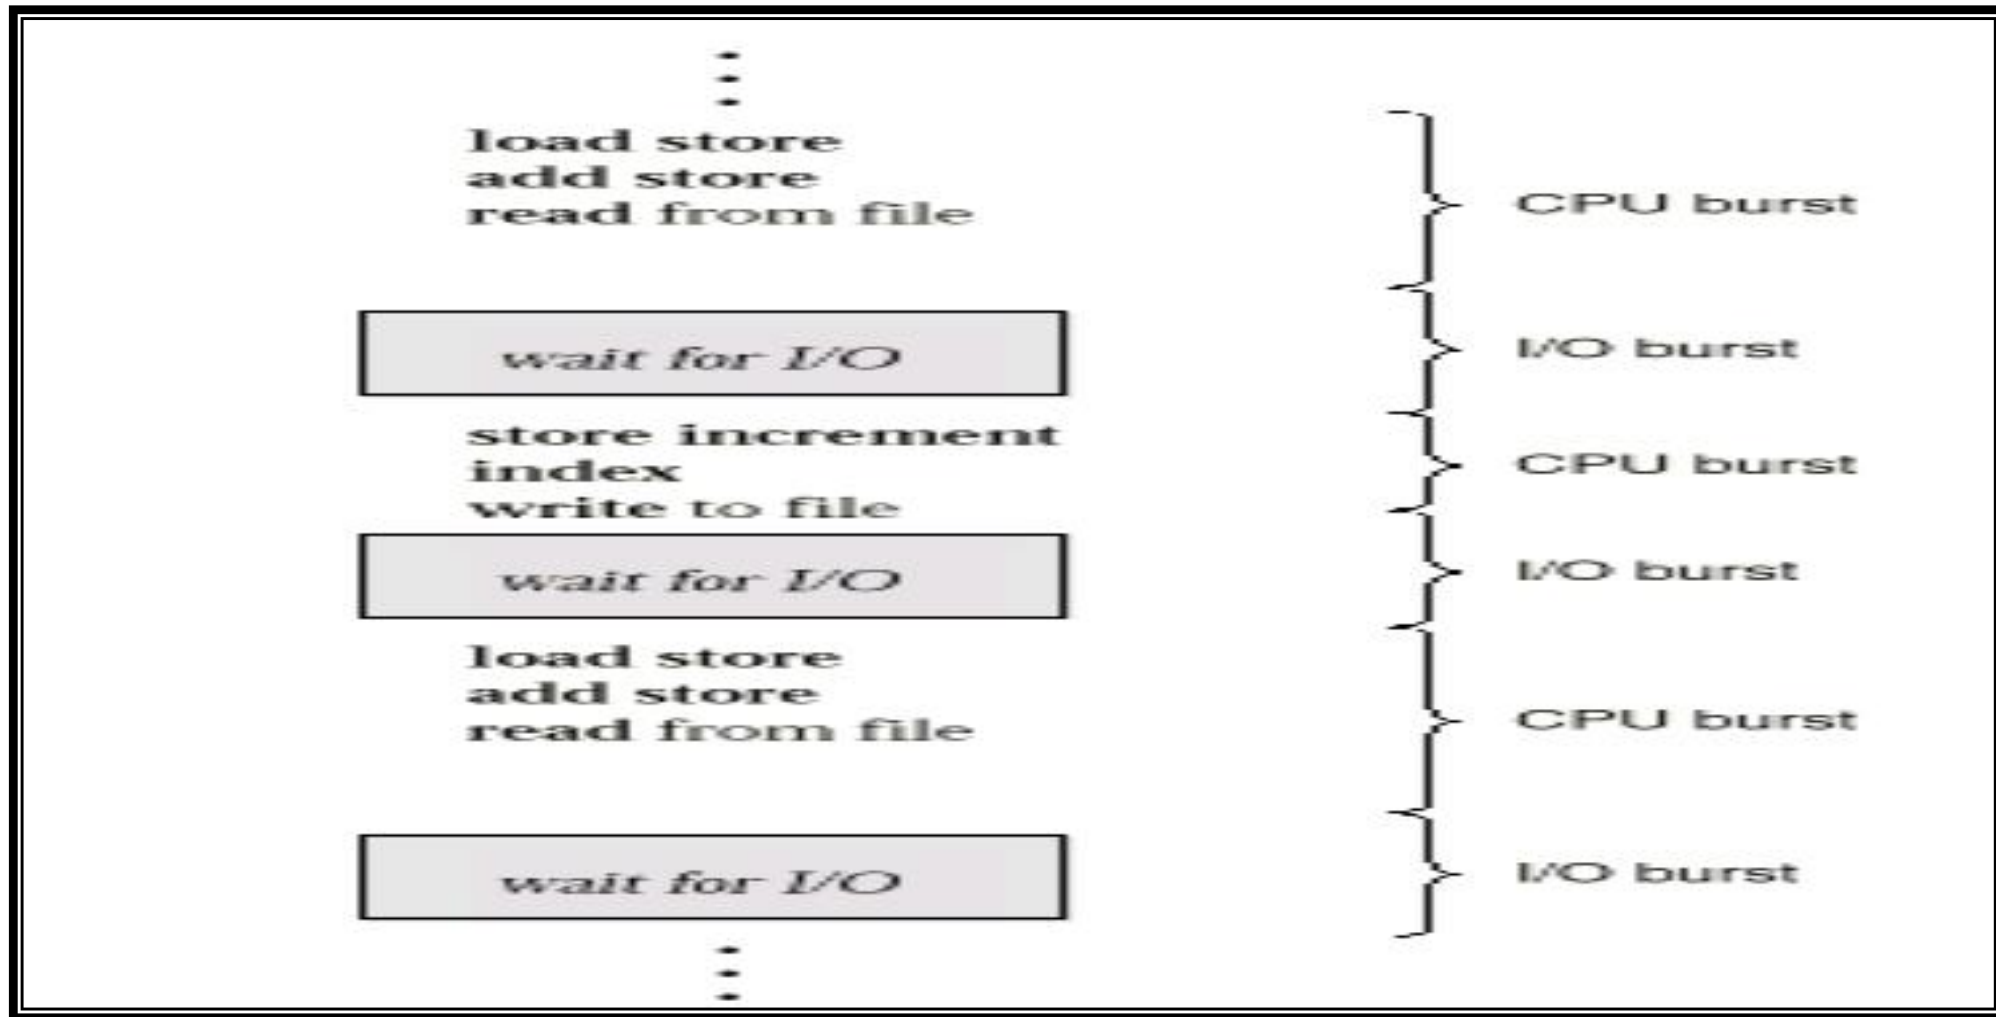 load store
add store
read from file
CPU burst
wait for I/O
I/O burst
store increment
index
write to file
CPU burst
wait for I/O
I/O burst
load store
add store
read from file
CPU burst
wait for I/O
I/O burst